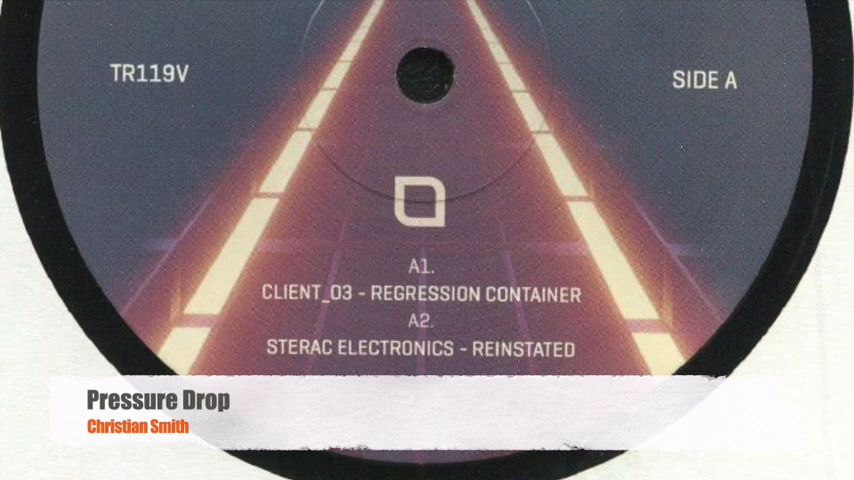 TR119V
SIDE A
A1.
CLIENT_03 - REGRESSION CONTAINER
A2.
STERAC ELECTRONICS - REINSTATED
Pressure Drop
Christian Smith